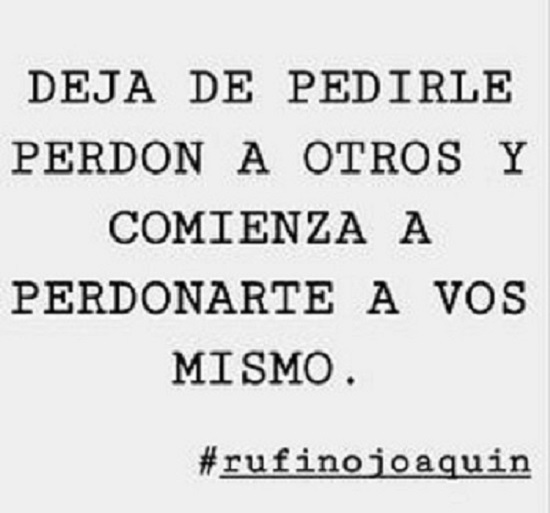 DEJA DE PEDIRLE
PERDON A OTROS Y
COMIENZA A
PERDONARTE A VOS
MISMO.
#rufinojoaquin